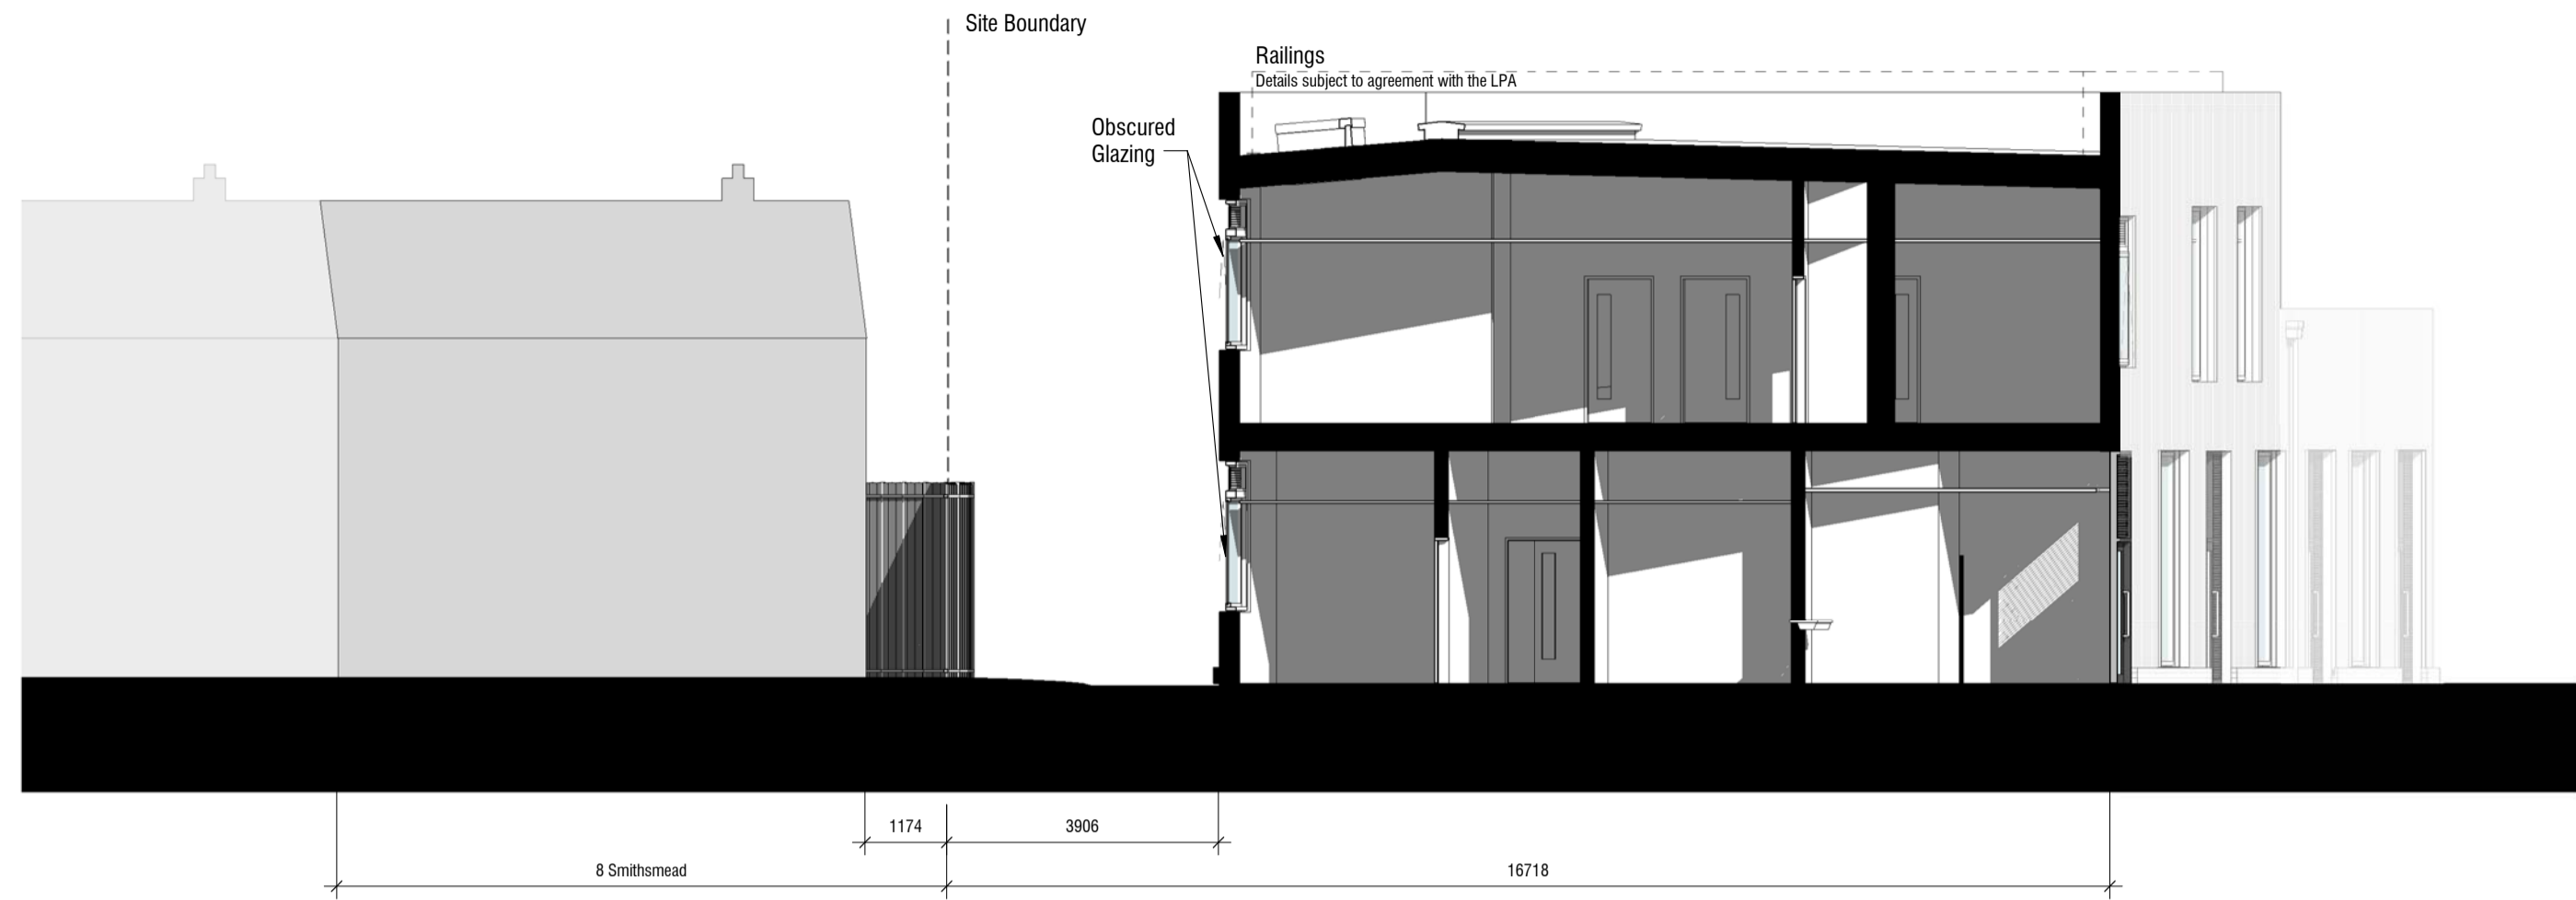 Site Boundary
Railings
Details subject to agreement with the LPA
Obscured
Glazing
1174
3906
8 Smithsmead
16718